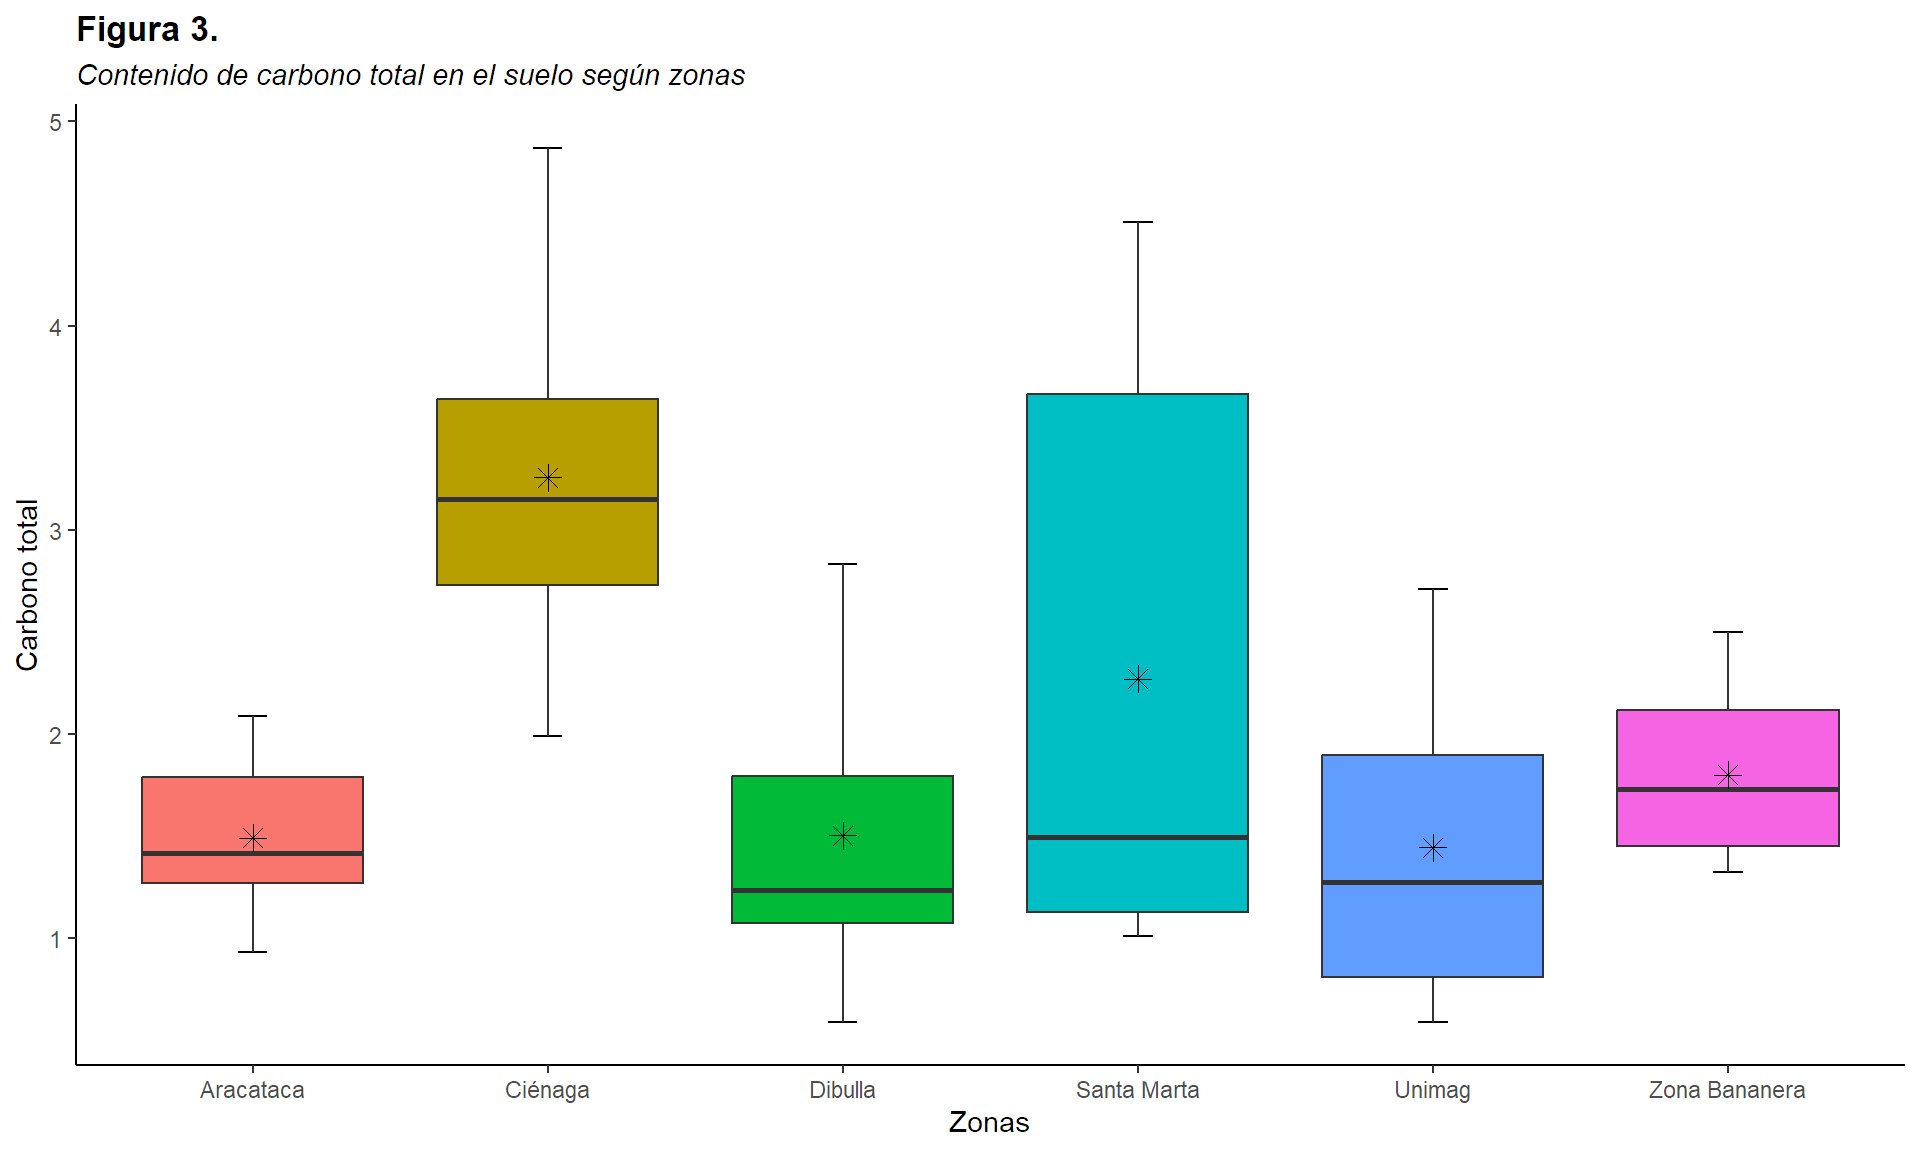 Figura 3.
Contenido de carbono total en el suelo según zonas
Carbono total
5
4
3
2
1
Aracataca
Ciénaga
Dibulla
Santa Marta
Unimag
Zona Bananera
Zonas